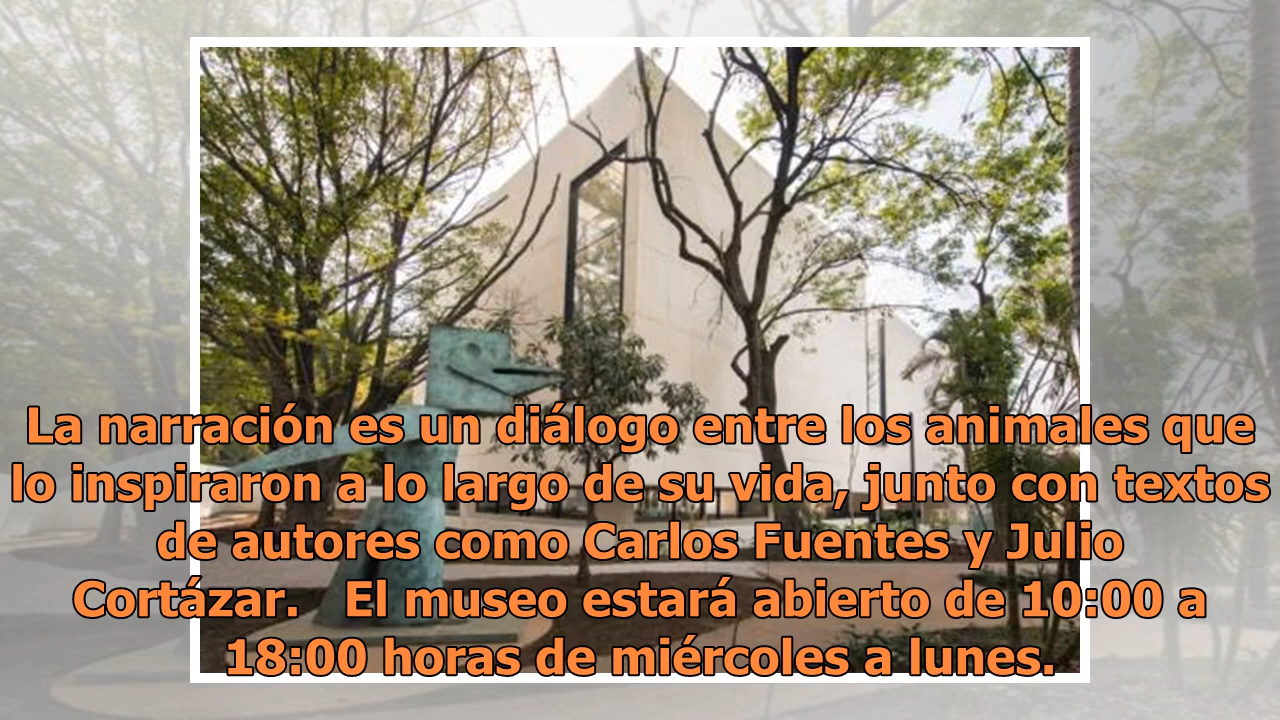 La narración es un diálogo entre los animales que
lo inspiraron a lo largo de su vida, junto con textos
de autores como Carlos Fuentes y Julio
Cortázar.   El museo estará abierto de 10:00 a
18:00 horas de miércoles a lunes.